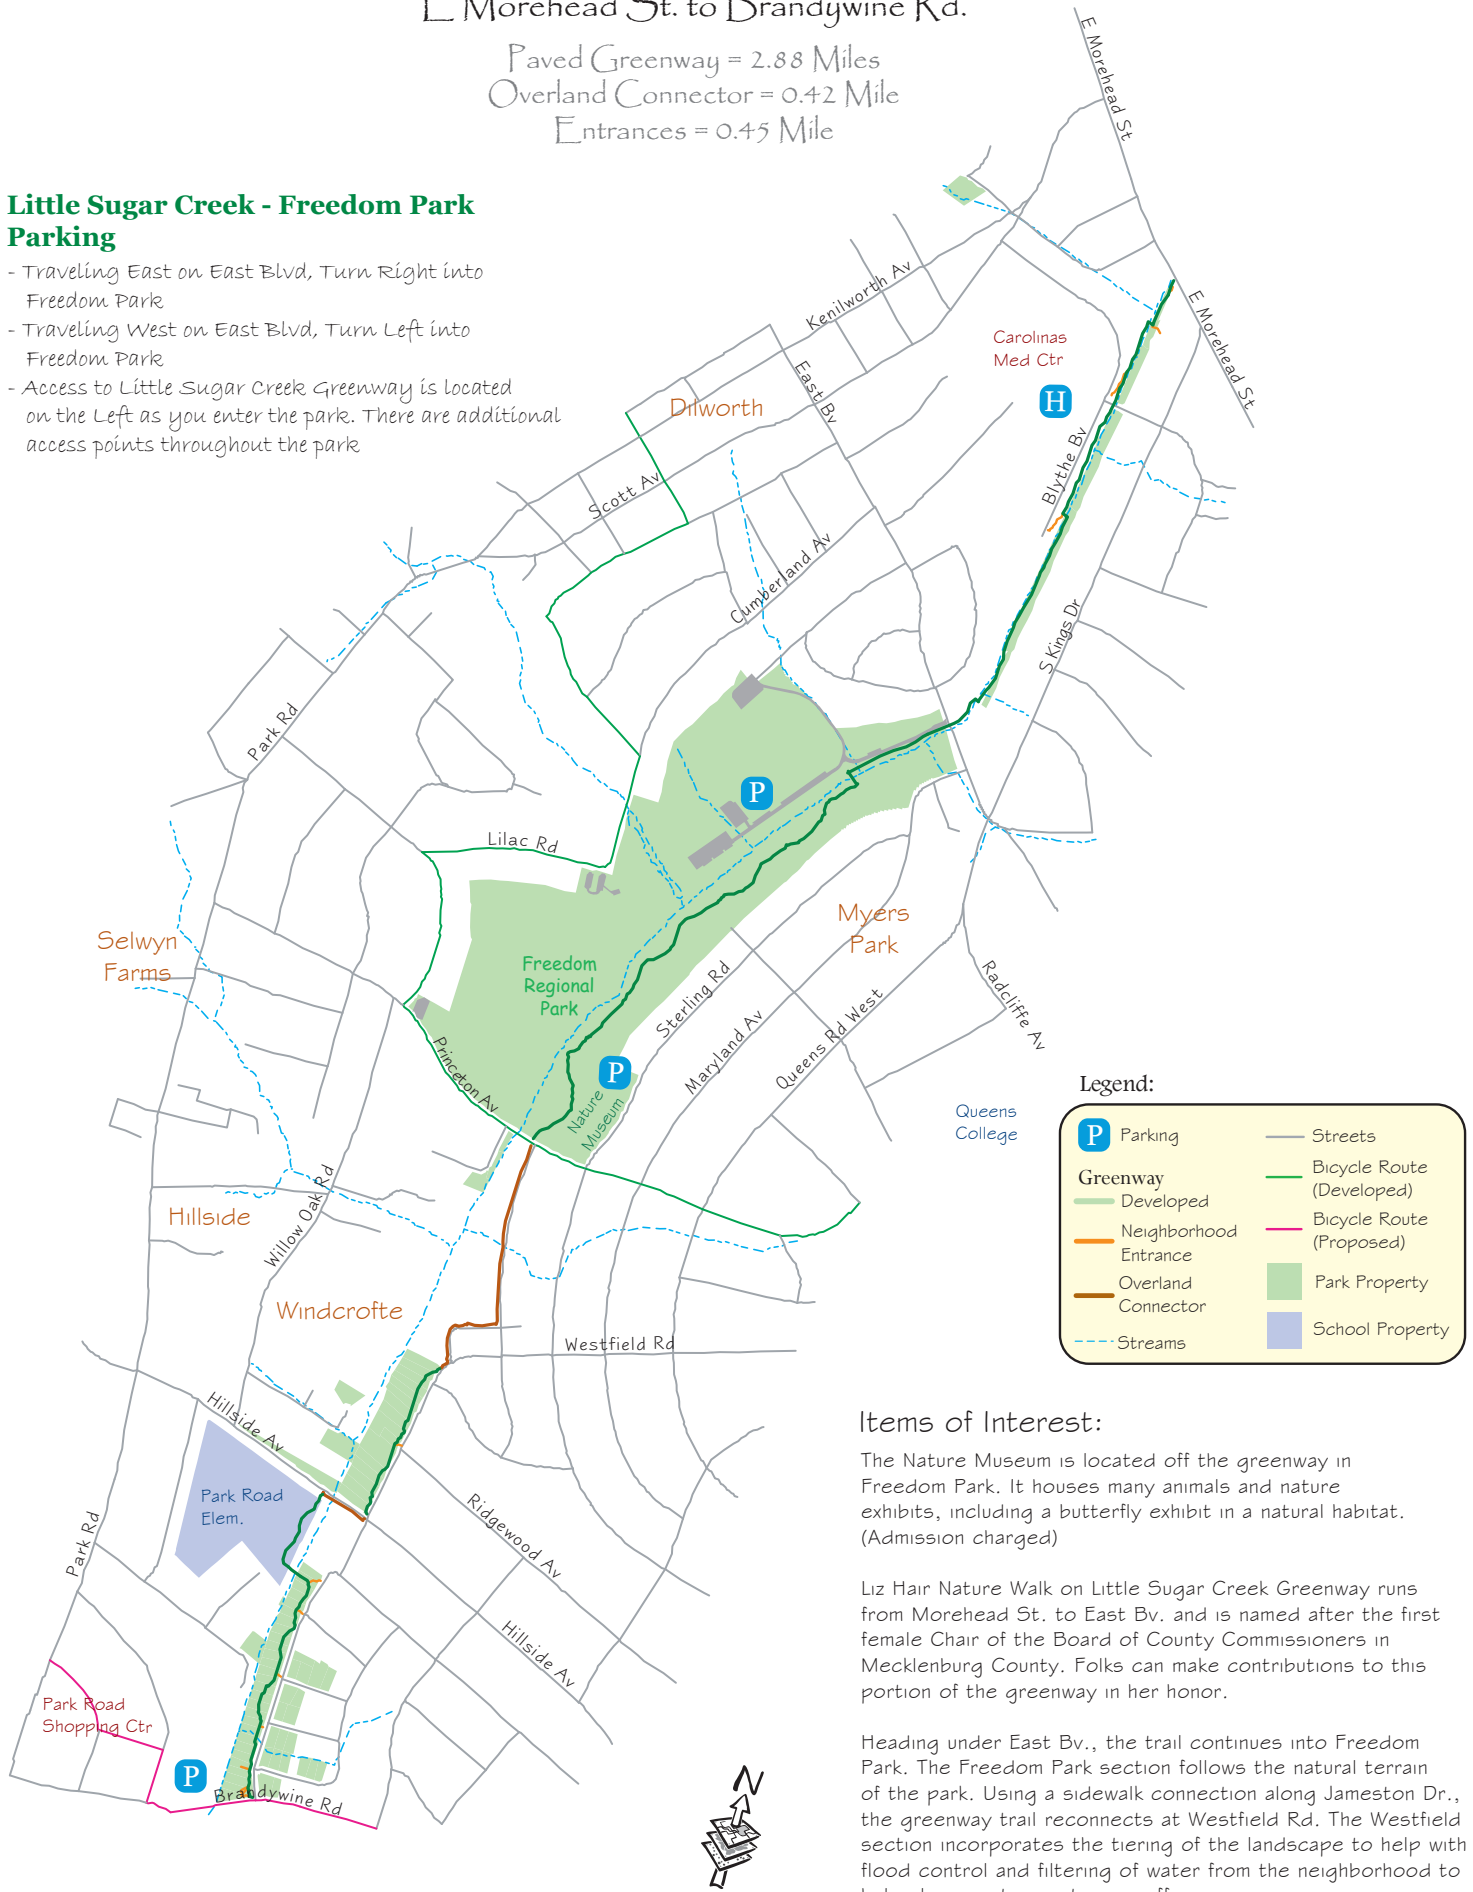 E Morehead St. to Brandywine Rd.
Paved Greenway = 2.88 Miles
Overland Connector = 0.42 Mile
Entrances = 0.45 Mile
Little Sugar Creek - Freedom Park
Parking
- Traveling East on East Blvd, Turn Right into
Freedom Park
- Traveling West on East Blvd, Turn Left into
Freedom Park
- Access to Little Sugar Creek Greenway is located
on the Left as you enter the park. There are additional
access points throughout the park
E Morehead St
E Morehead St
Kenilworth Av
Carolinas
Med Ctr
H
East Bv
Dilworth
Blythe Bv
Scott Av
Cumberland Av
S Kings Dr
Park Rd
P
Lilac Rd
Myers
Park
Selwyn
Farms
Freedom
Regional
Park
Sterling Rd
Radcliffe Av
Maryland Av
Queens Rd West
Princeton Av
P
Nature
Museum
Queens
College
Hillside
Willow Oak Rd
Windcrofte
Westfield Rd
Hillside Av
Park Road
Elem.
Ridgewood Av
Park Rd
Hillside Av
Park Road
Shopping Ctr
P
Brandywine Rd
N
Legend:
P Parking
Greenway
Developed
Neighborhood
Entrance
Overland
Connector
Streams
Streets
Bicycle Route
(Developed)
Bicycle Route
(Proposed)
Park Property
School Property
Items of Interest:
The Nature Museum is located off the greenway in
Freedom Park. It houses many animals and nature
exhibits, including a butterfly exhibit in a natural habitat.
(Admission charged)
Liz Hair Nature Walk on Little Sugar Creek Greenway runs
from Morehead St. to East Bv. and is named after the first
female Chair of the Board of County Commissioners in
Mecklenburg County. Folks can make contributions to this
portion of the greenway in her honor.
Heading under East Bv., the trail continues into Freedom
Park. The Freedom Park section follows the natural terrain
of the park. Using a sidewalk connection along Jameston Dr.,
the greenway trail reconnects at Westfield Rd. The Westfield
section incorporates the tiering of the landscape to help with
flood control and filtering of water from the neighborhood to